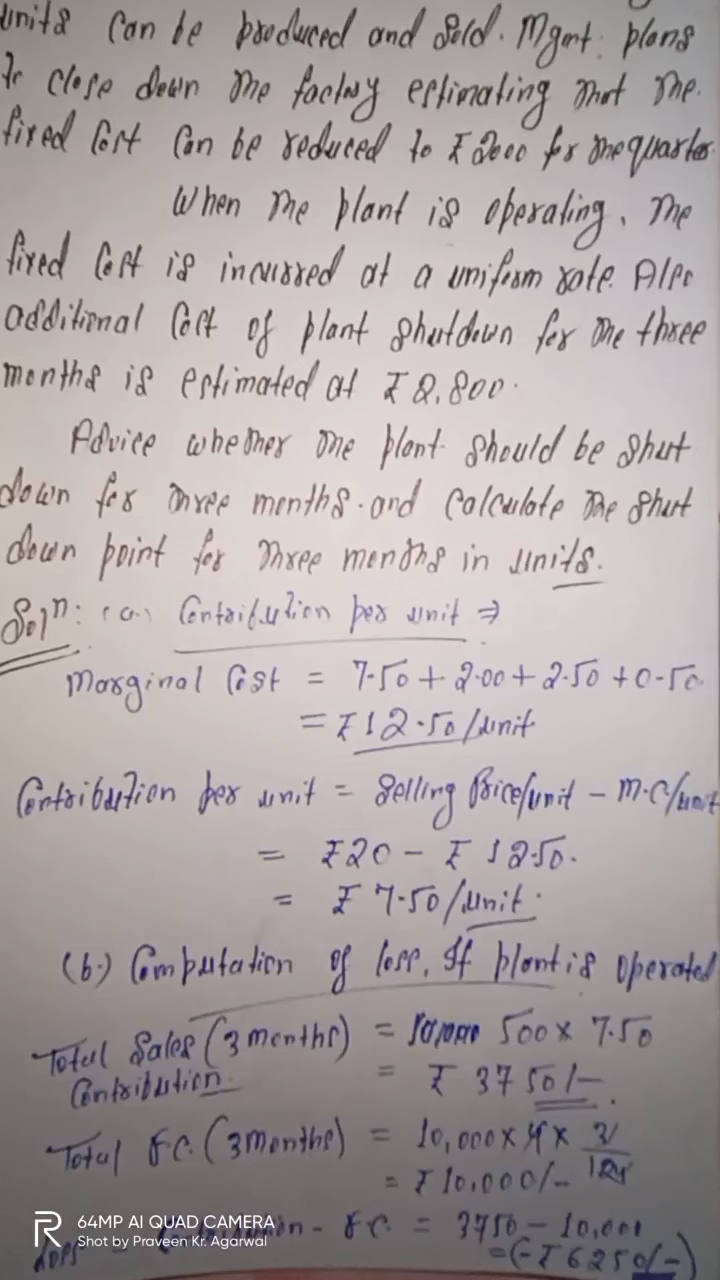 units can be produced and sold. Mgmt. plans
to close down the factory estimating that the
fixed Cost can be reduced to ₹2000 for the quarter
When the plant is operating, the
fixed Cost is incurred at a uniform rate. Also
additional Cost of plant shutdown for the three
months is estimated at ₹2,800.
Advice whether the plant should be shut
down for three months. and calculate the shut
down point for three months in units.
Solⁿ: (a) Contribution per unit ⇒
Marginal Cost = 7.50 + 2.00 + 2.50 + 0.50
= ₹12.50/unit
Contribution per unit = Selling Price/unit - M.C/unit
= ₹20 - ₹12.50.
= ₹7.50/unit.
(b.) Computation of loss, If plant is operated
Total Sales (3 months) = 500 x 7.50
Contribution. = ₹3750/-
Total F.C. (3 months) = 10,000 x 4 x 3/12
= ₹10,000/-
Loss = Contribution - F.C. = 3750 - 10,000
= (-₹6250/-)
64MP AI QUAD CAMERA
Shot by Praveen Kr. Agarwal